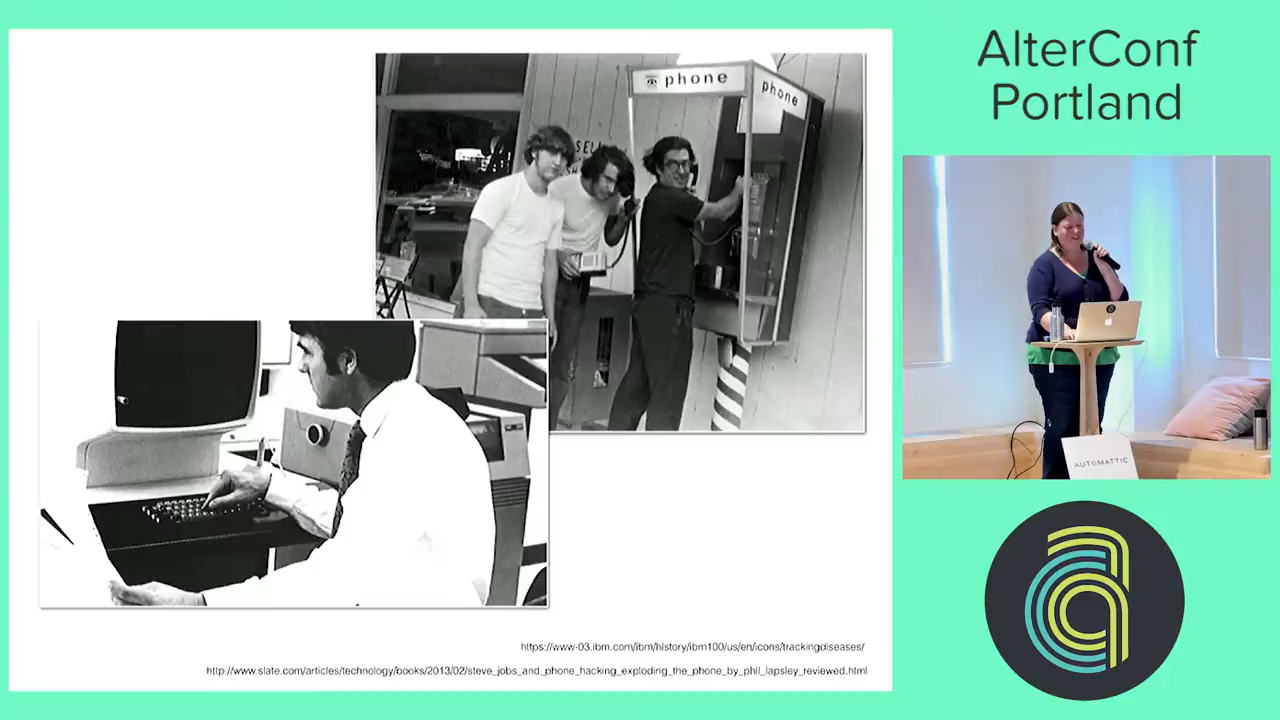 AlterConf
Portland
phone
phone
SELF
https://www-03.ibm.com/ibm/history/ibm100/us/en/icons/trackingdiseases/
http://www.slate.com/articles/technology/books/2013/02/steve_jobs_and_phone_hacking_exploding_the_phone_by_phil_lapsley_reviewed.html
AUTOMATTIC